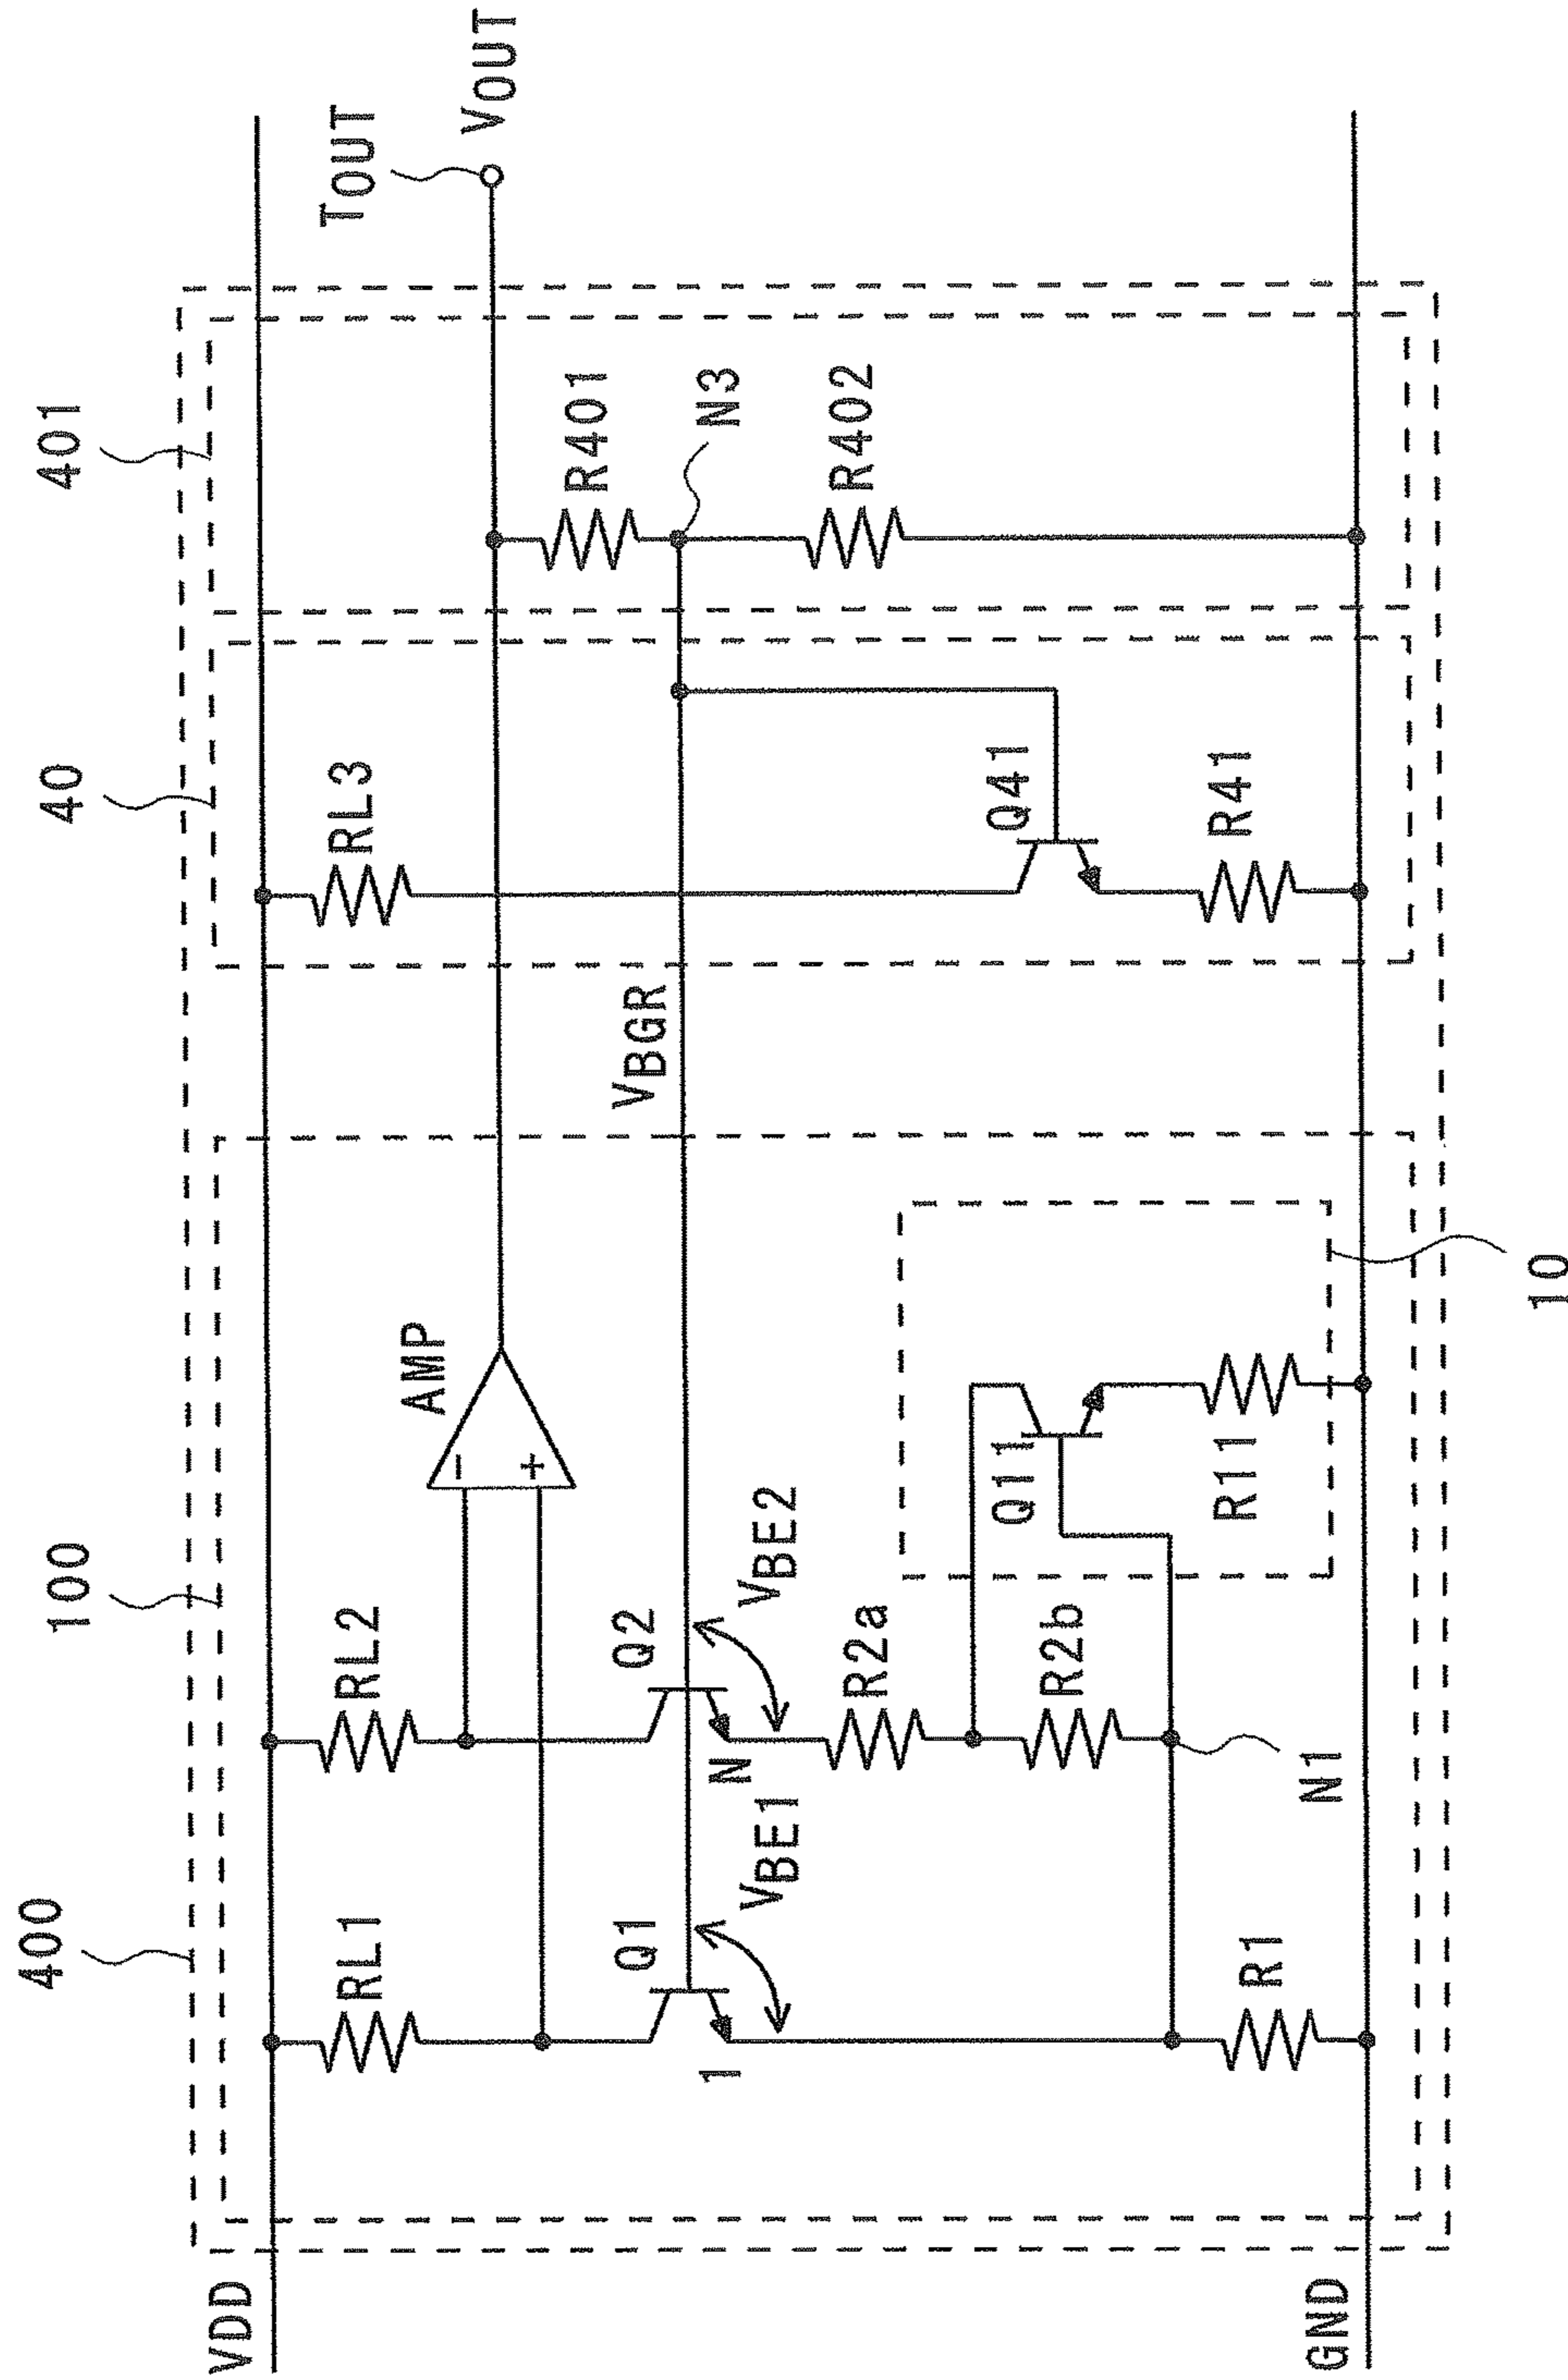 400
100
40
401
VDD
RL1
RL2
AMP
RL3
TOUT
VOUT
−
+
Q1
Q2
VBGR
R401
N3
1
VBE1
N
VBE2
R2a
R402
Q11
Q41
R2b
R1
N1
R11
R41
GND
10